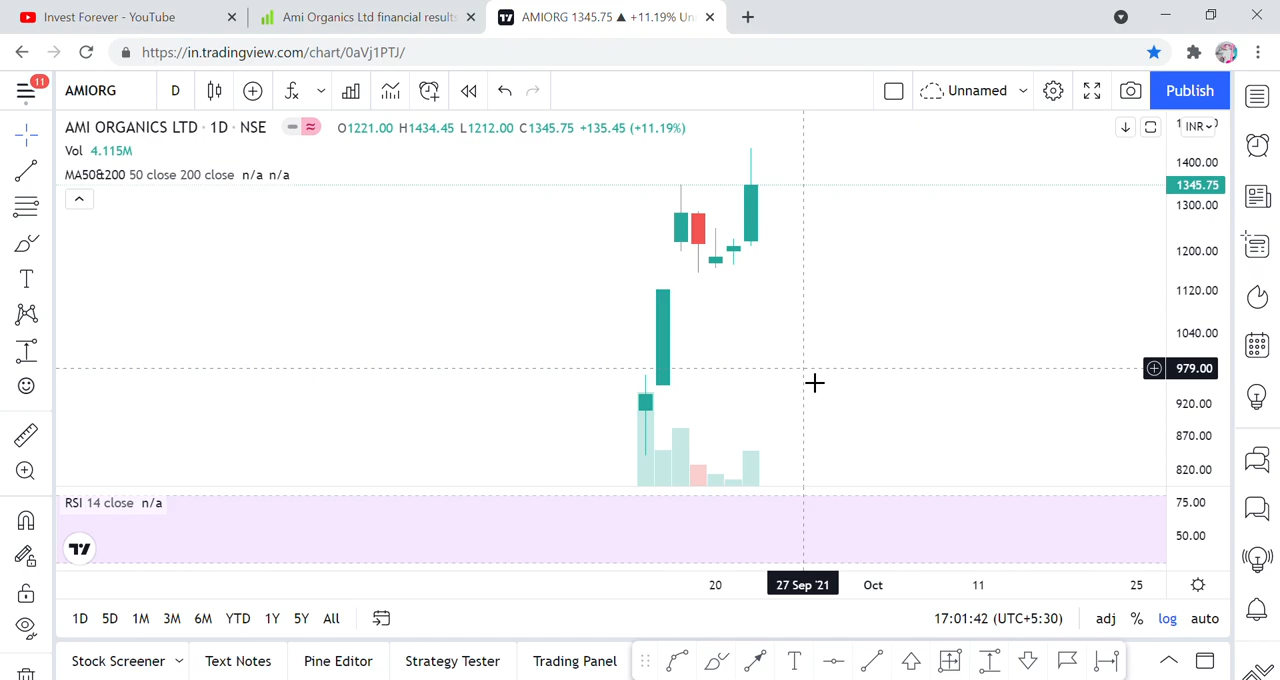 Invest Forever - YouTube
Ami Organics Ltd financial results
AMIORG 1345.75 ▲ +11.19% Un
https://in.tradingview.com/chart/0aVj1PTJ/
11
AMIORG
D
Unnamed
Publish
AMI ORGANICS LTD · 1D · NSE
O1221.00 H1434.45 L1212.00 C1345.75 +135.45 (+11.19%)
INR
Vol 4.115M
MA50&200 50 close 200 close n/a n/a
1400.00
1345.75
1300.00
1200.00
1120.00
1040.00
979.00
920.00
870.00
820.00
RSI 14 close n/a
75.00
50.00
20
27 Sep '21
Oct
11
25
1D 5D 1M 3M 6M YTD 1Y 5Y All
17:01:42 (UTC+5:30)
adj % log auto
Stock Screener
Text Notes
Pine Editor
Strategy Tester
Trading Panel